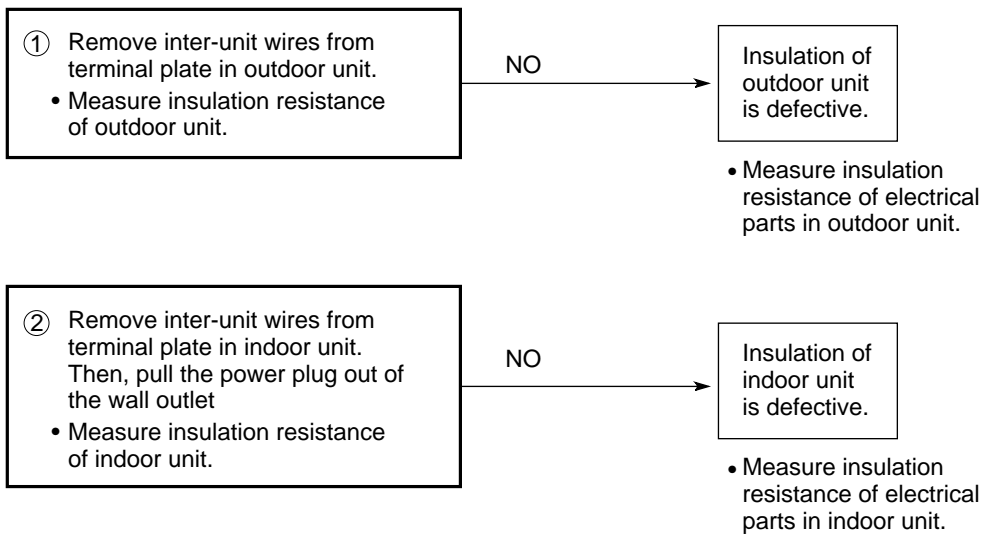 ① Remove inter-unit wires from
terminal plate in outdoor unit.
• Measure insulation resistance
of outdoor unit.
NO
Insulation of
outdoor unit
is defective.
• Measure insulation
resistance of electrical
parts in outdoor unit.
② Remove inter-unit wires from
terminal plate in indoor unit.
Then, pull the power plug out of
the wall outlet
• Measure insulation resistance
of indoor unit.
NO
Insulation of
indoor unit
is defective.
• Measure insulation
resistance of electrical
parts in indoor unit.